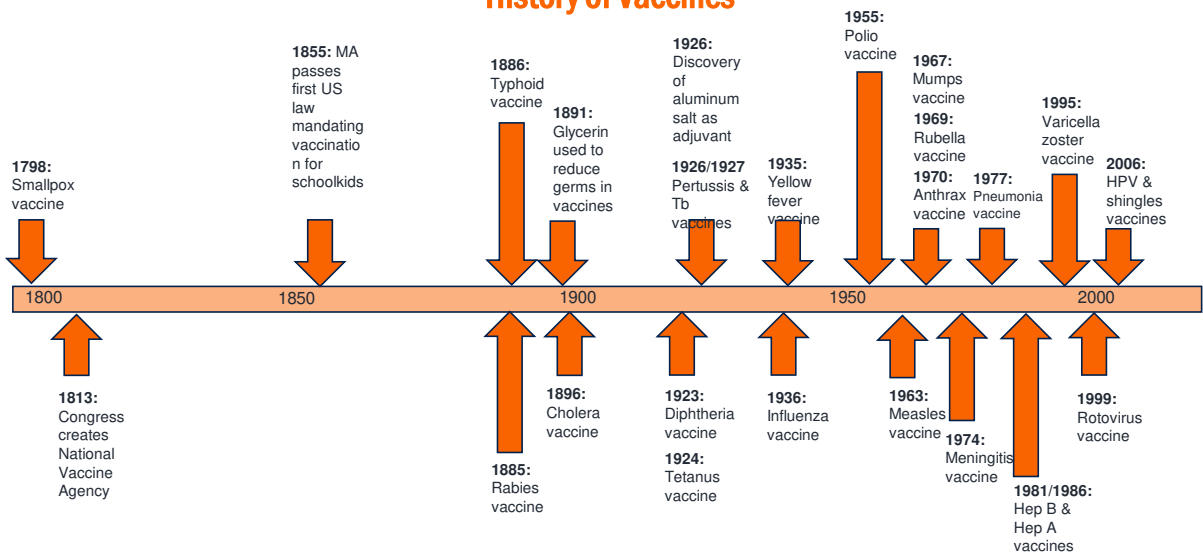 History of Vaccines
1798:
Smallpox
vaccine
1855: MA
passes
first US
law
mandating
vaccinatio
n for
schoolkids
1886:
Typhoid
vaccine
1891:
Glycerin
used to
reduce
germs in
vaccines
1926:
Discovery
of
aluminum
salt as
adjuvant
1926/1927
Pertussis &
Tb
vaccines
1935:
Yellow
fever
vaccine
1955:
Polio
vaccine
1967:
Mumps
vaccine
1969:
Rubella
vaccine
1970:
Anthrax
vaccine
1977:
Pneumonia
vaccine
1995:
Varicella
zoster
vaccine
2006:
HPV &
shingles
vaccines
1800
1850
1900
1950
2000
1813:
Congress
creates
National
Vaccine
Agency
1885:
Rabies
vaccine
1896:
Cholera
vaccine
1923:
Diphtheria
vaccine
1924:
Tetanus
vaccine
1936:
Influenza
vaccine
1963:
Measles
vaccine
1974:
Meningitis
vaccine
1981/1986:
Hep B &
Hep A
vaccines
1999:
Rotovirus
vaccine